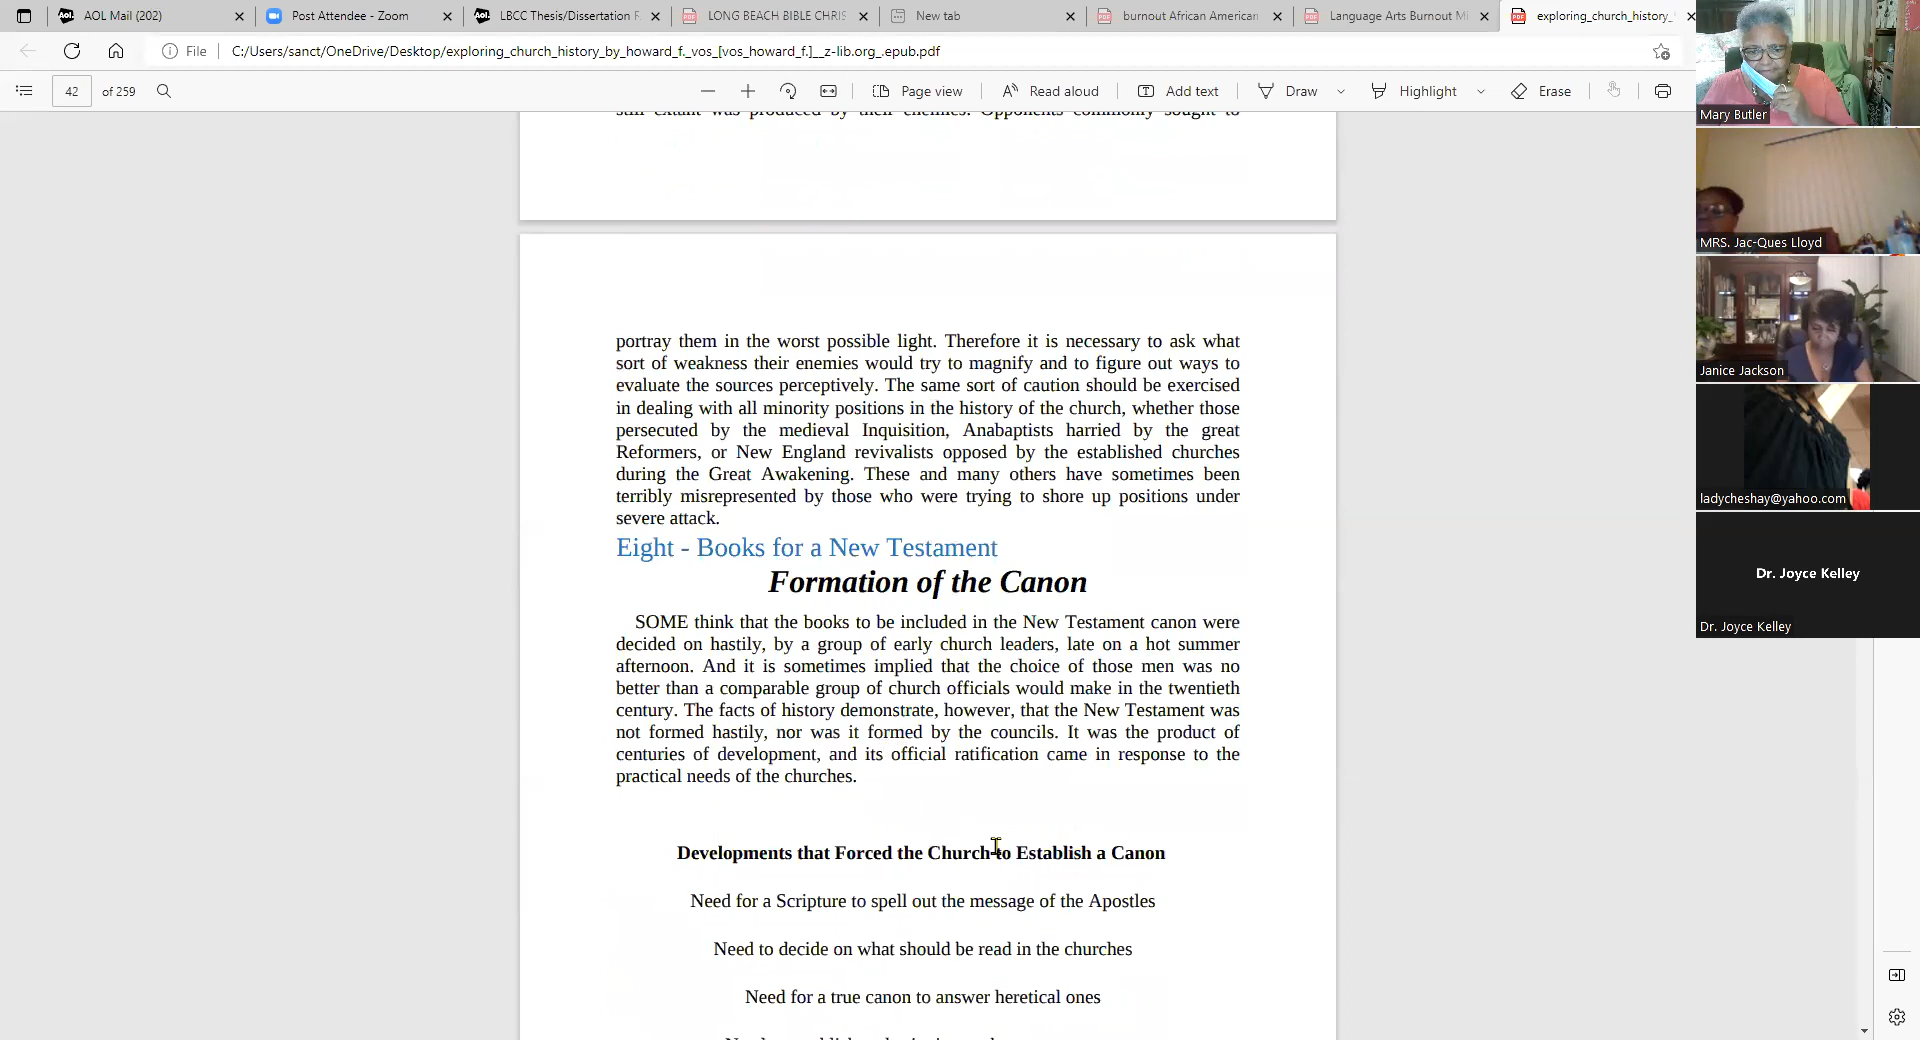 AOL Mail (202)
Post Attendee - Zoom
LBCC Thesis/Dissertation F
LONG BEACH BIBLE CHRIS
New tab
burnout African American
Language Arts Burnout M
exploring_church_history_
File
C:/Users/sanct/OneDrive/Desktop/exploring_church_history_by_howard_f._vos_[vos_howard_f.]__z-lib.org_.epub.pdf
42 of 259
Page view
Read aloud
Add text
Draw
Highlight
Erase
still extant was produced by their enemies. Opponents commonly sought to
portray them in the worst possible light. Therefore it is necessary to ask what
sort of weakness their enemies would try to magnify and to figure out ways to
evaluate the sources perceptively. The same sort of caution should be exercised
in dealing with all minority positions in the history of the church, whether those
persecuted by the medieval Inquisition, Anabaptists harried by the great
Reformers, or New England revivalists opposed by the established churches
during the Great Awakening. These and many others have sometimes been
terribly misrepresented by those who were trying to shore up positions under
severe attack.
Eight - Books for a New Testament
Formation of the Canon
SOME think that the books to be included in the New Testament canon were
decided on hastily, by a group of early church leaders, late on a hot summer
afternoon. And it is sometimes implied that the choice of those men was no
better than a comparable group of church officials would make in the twentieth
century. The facts of history demonstrate, however, that the New Testament was
not formed hastily, nor was it formed by the councils. It was the product of
centuries of development, and its official ratification came in response to the
practical needs of the churches.
Developments that Forced the Church to Establish a Canon
Need for a Scripture to spell out the message of the Apostles
Need to decide on what should be read in the churches
Need for a true canon to answer heretical ones
Mary Butler
MRS. Jac-Ques Lloyd
Janice Jackson
ladycheshay@yahoo.com
Dr. Joyce Kelley
Dr. Joyce Kelley